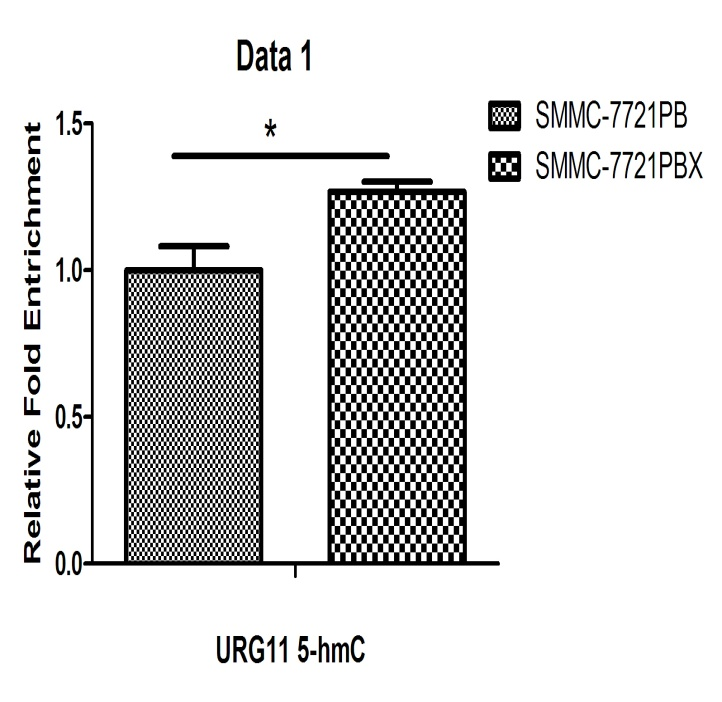 Data 1
SMMC-7721PB
SMMC-7721PBX
*
Relative Fold Entrichment
1.5
1.0
0.5
0.0
URG11 5-hmC